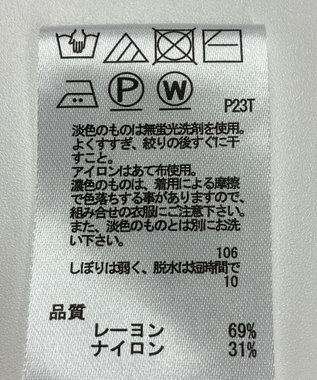 P W P23T
淡色のものは無蛍光洗剤を使用。
よくすすぎ、絞りの後すぐに干
すこと。
アイロンはあて布使用。
濃色のものは、着用による摩擦
で色落ちする事がありますので、
組み合せの衣服にご注意下さい。
また、淡色のものとは別にお洗
い下さい。
106
しぼりは弱く、脱水は短時間で
10
品質
レーヨン 69%
ナイロン 31%